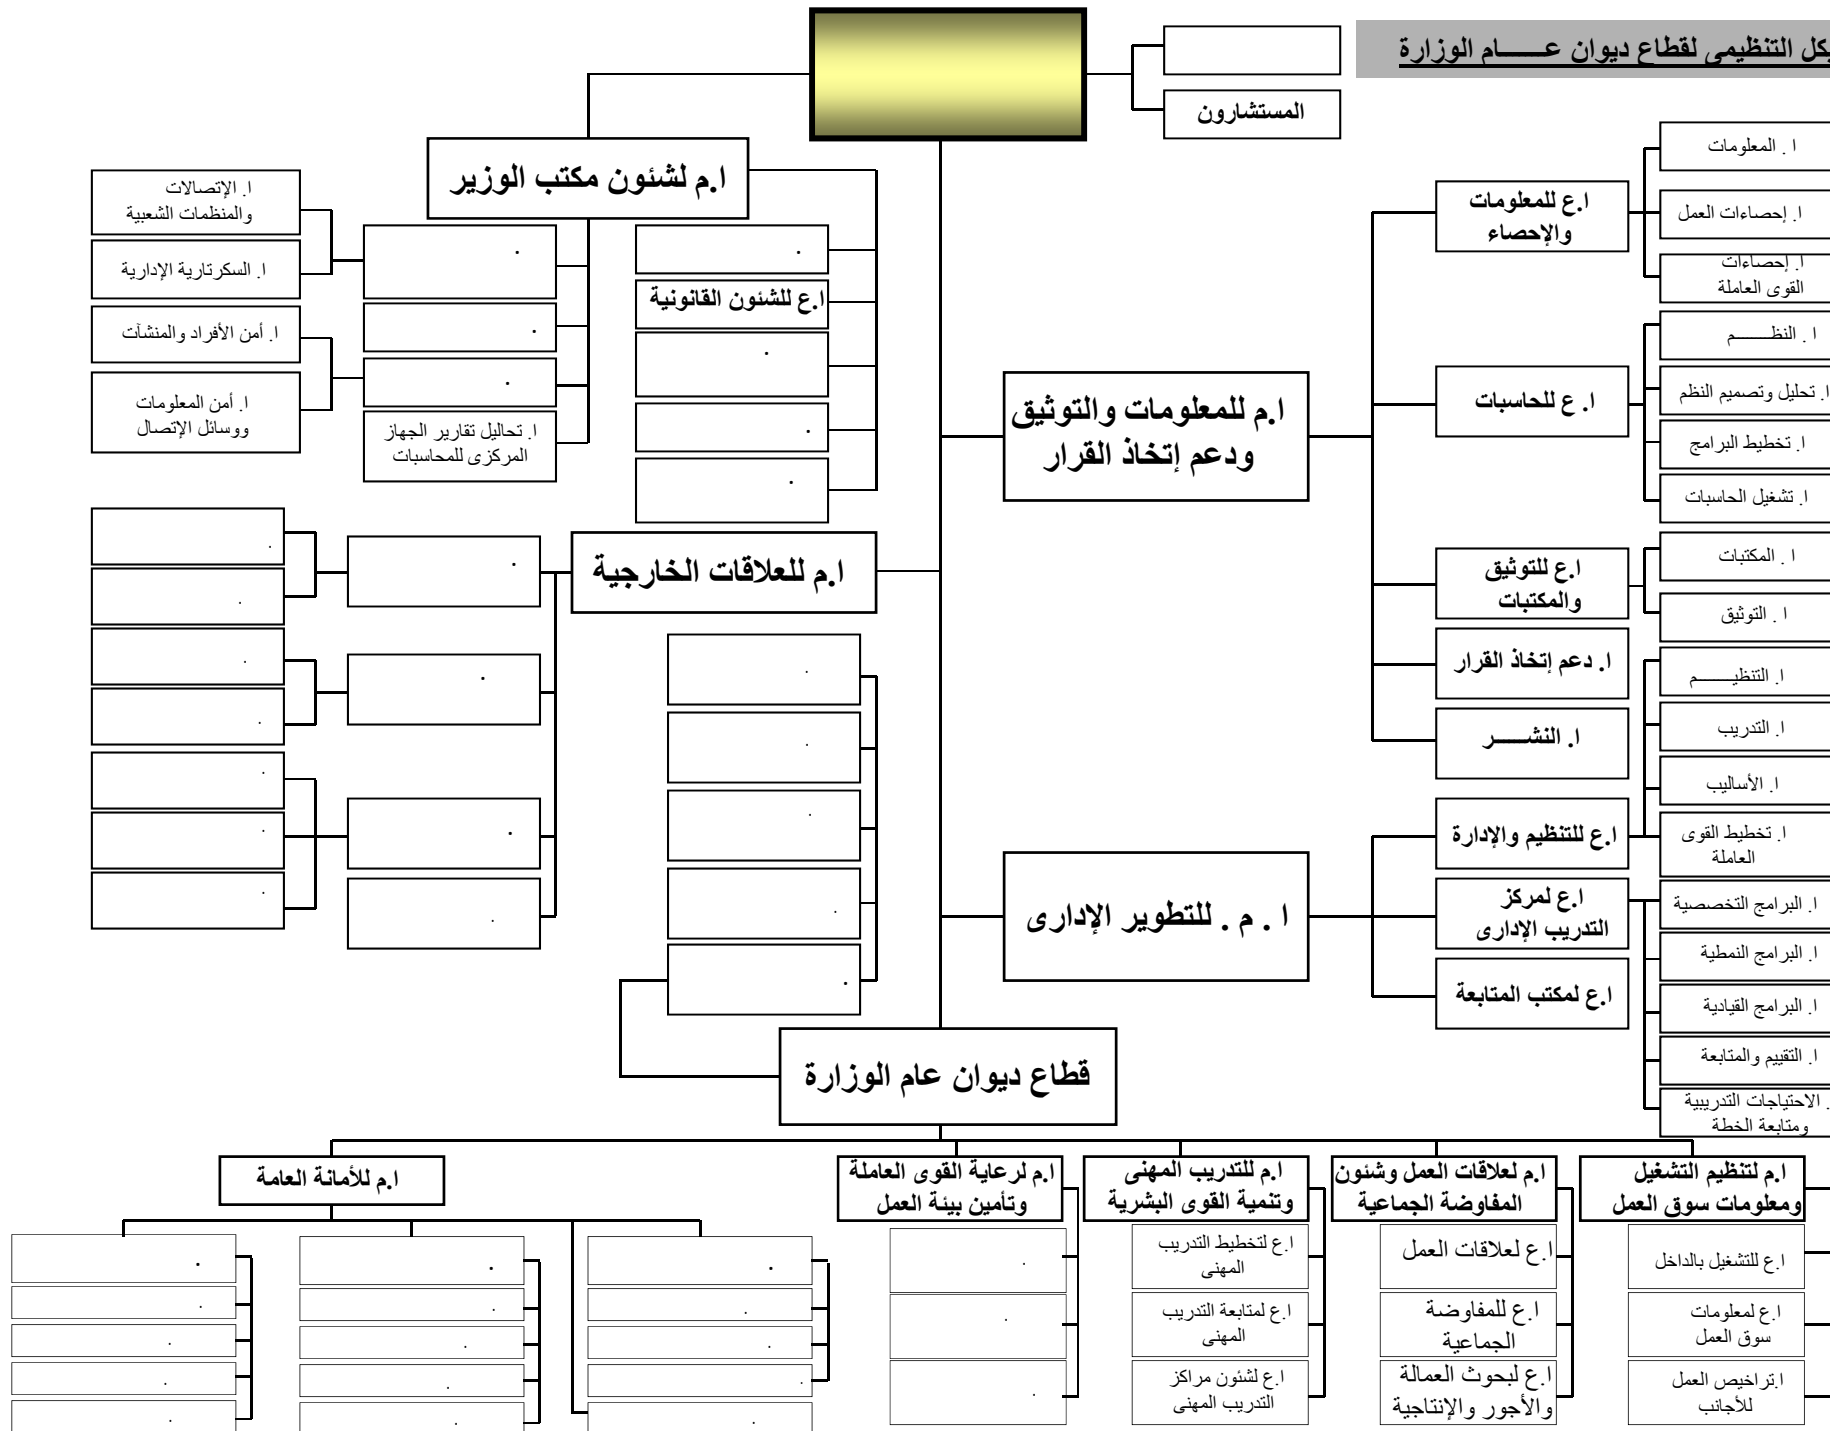 الهيكل التنظيمى لقطاع ديوان عــــام الوزارة
المستشارون
ا.م لشئون مكتب الوزير
ا. الإتصالات
والمنظمات الشعبية
ا. السكرتارية الإدارية
ا. أمن الأفراد والمنشآت
ا. أمن المعلومات
ووسائل الإتصال
ا. تحاليل تقارير الجهاز
المركزى للمحاسبات
ا.ع للشئون القانونية
ا.م للمعلومات والتوثيق
ودعم إتخاذ القرار
ا.ع للمعلومات
والإحصاء
ا . المعلومات
ا. إحصاءات العمل
ا. إحصاءات
القوى العاملة
ا. ع للحاسبات
ا . النظــــــم
ا. تحليل وتصميم النظم
ا. تخطيط البرامج
ا. تشغيل الحاسبات
ا.ع للتوثيق
والمكتبات
ا . المكتبات
ا . التوثيق
ا. دعم إتخاذ القرار
ا. النشـــــر
ا.م للعلاقات الخارجية
ا . م . للتطوير الإدارى
ا.ع للتنظيم والإدارة
ا. التنظيـــــــم
ا. التدريب
ا. الأساليب
ا. تخطيط القوى
العاملة
ا.ع لمركز
التدريب الإدارى
ا. البرامج التخصصية
ا. البرامج النمطية
ا. البرامج القيادية
ا. التقييم والمتابعة
. الاحتياجات التدريبية
ومتابعة الخطة
ا.ع لمكتب المتابعة
قطاع ديوان عام الوزارة
ا.م لتنظيم التشغيل
ومعلومات سوق العمل
ا.ع للتشغيل بالداخل
ا.ع لمعلومات
سوق العمل
ا.تراخيص العمل
للأجانب
ا.م لعلاقات العمل وشئون
المفاوضة الجماعية
ا.ع لعلاقات العمل
ا.ع للمفاوضة
الجماعية
ا.ع لبحوث العمالة
والأجور والإنتاجية
ا.م للتدريب المهنى
وتنمية القوى البشرية
ا.ع لتخطيط التدريب
المهنى
ا.ع لمتابعة التدريب
المهنى
ا.ع لشئون مراكز
التدريب المهنى
ا.م لرعاية القوى العاملة
وتأمين بيئة العمل
ا.م للأمانة العامة